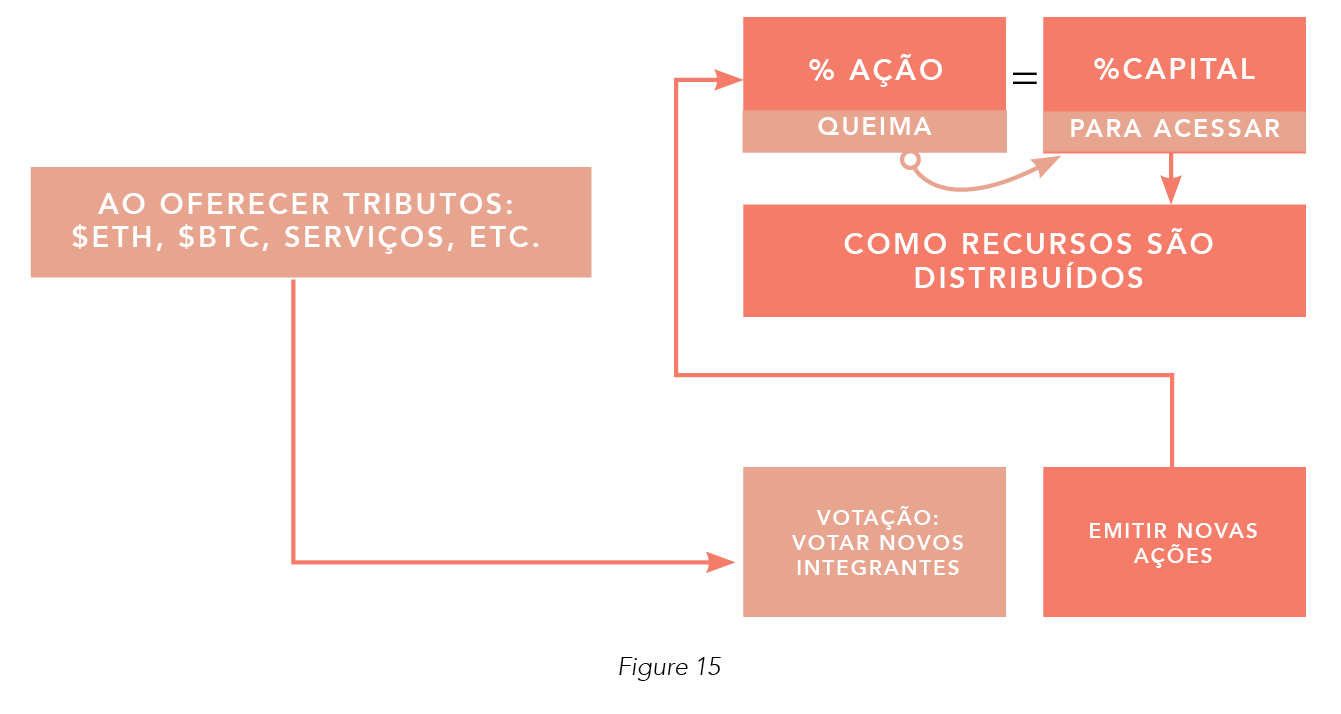 % AÇÃO
=
%CAPITAL
QUEIMA
PARA ACESSAR
AO OFERECER TRIBUTOS:
$ETH, $BTC, SERVIÇOS, ETC.
COMO RECURSOS SÃO
DISTRIBUÍDOS
VOTAÇÃO:
VOTAR NOVOS
INTEGRANTES
EMITIR NOVAS
AÇÕES
Figure 15